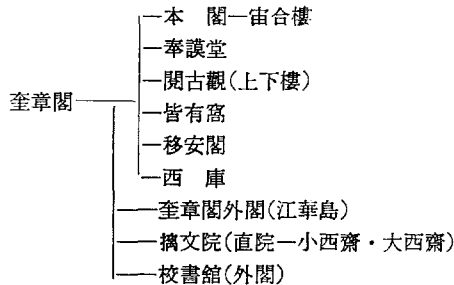 本 閣—宙合樓
奉謨堂
閱古觀(上下樓)
奎章閣
皆有窩
移安閣
西 庫
奎章閣外閣(江華島)
摛文院(直院—小西齋・大西齋)
校書舘(外閣)